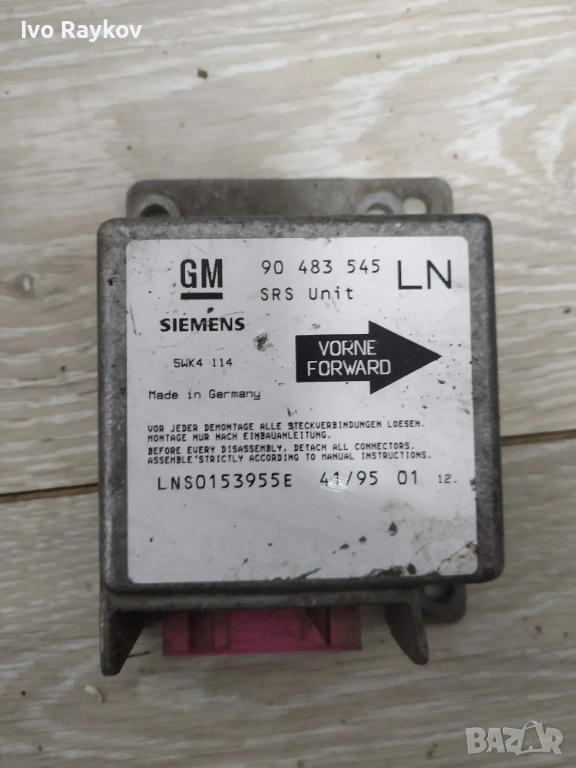 Ivo Raykov
GM 90 483 545 LN
SRS Unit
SIEMENS
5WK4 114
VORNE
FORWARD
Made in Germany
VOR JEDER DEMONTAGE ALLE STECKVERBINDUNGEN LOESEN.
MONTAGE NUR NACH EINBAUANLEITUNG.
BEFORE EVERY DISASSEMBLY, DETACH ALL CONNECTORS.
ASSEMBLE STRICTLY ACCORDING TO MANUAL INSTRUCTIONS.
LNS0153955E 41/95 01 12.
BAZAR